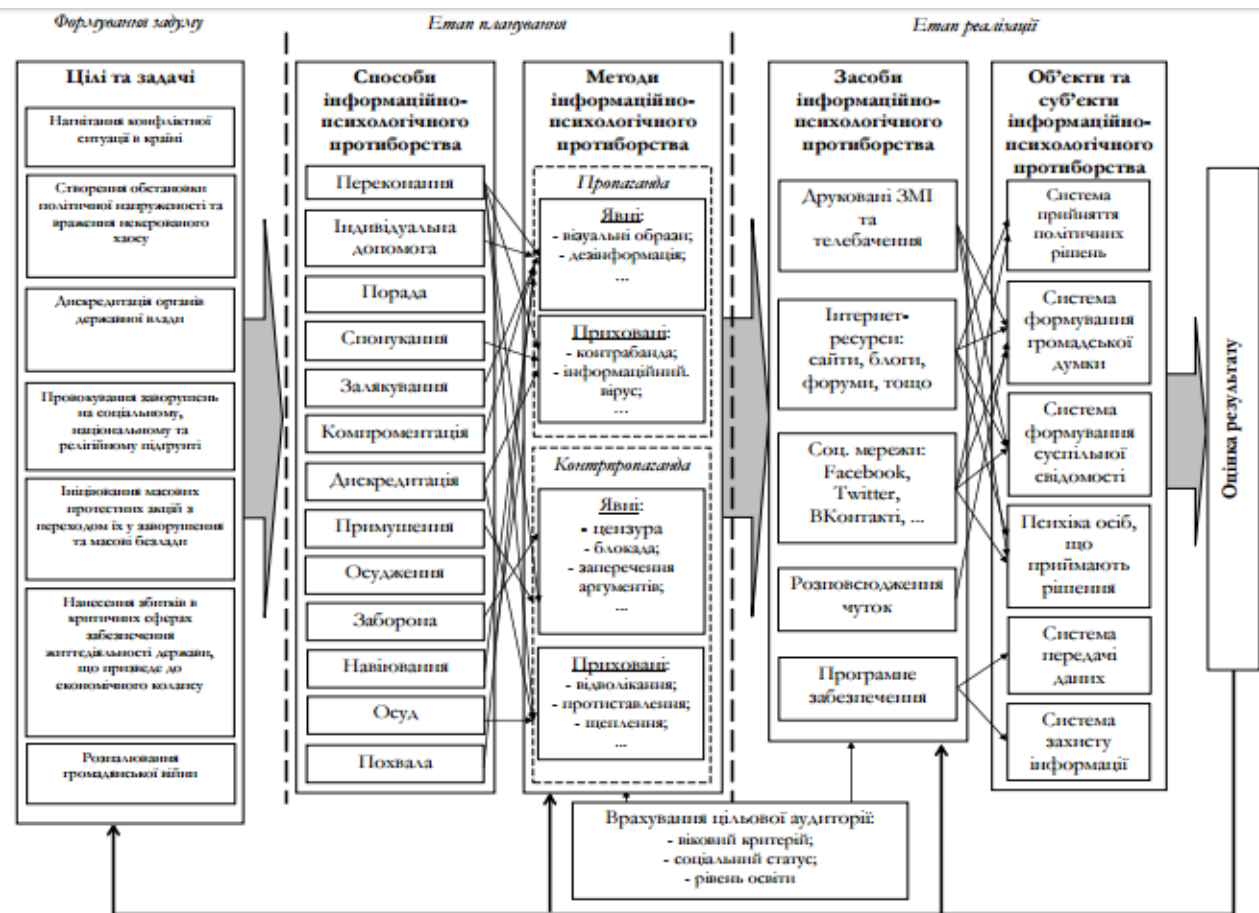 Формування задуму
Етап планування
Етап реалізації
Цілі та задачі
Нагнітання конфліктної
ситуації в країні
Створення обстановки
політичної напруженості та
враження некерованого
хаосу
Дискредитація органів
державної влади
Провокування заворушень
на соціальному,
національному та
релігійному підгрунті
Ініціювання масових
протестних акцій з
переходом їх у заворушення
та масові безлади
Нанесення збитків в
критичних сферах
забезпечення
життєдіяльності держави,
що призведе до
економічного колапсу
Розпалювання
громадянської війни
Способи
інформаційно-
психологічного
протиборства
Переконання
Індивідуальна
допомога
Порада
Спонукання
Залякування
Компроментація
Дискредитація
Примушення
Осудження
Заборона
Навіювання
Осуд
Похвала
Методи
інформаційно-
психологічного
протиборства
Пропаганда
Явні:
- візуальні образи;
- дезінформація;
...
Приховані:
- контрабанда;
- інформаційний.
вірус;
...
Контрпропаганда
Явні:
- цензура
- блокада;
- заперечення
аргументів;
...
Приховані:
- відволікання;
- протиставлення;
- щеплення;
...
Засоби
інформаційно-
психологічного
протиборства
Друковані ЗМІ
та
телебачення
Інтернет-
ресурси:
сайти, блоги,
форуми, тощо
Соц. мережи:
Facebook,
Twitter,
ВКонтакті, ...
Розповсюдження
чуток
Програмне
забезпечення
Об’єкти та
суб’єкти
інформаційно-
психологічного
протиборства
Система
прийняття
політичних
рішень
Система
формування
громадської
думки
Система
формування
суспільної
свідомості
Психіка осіб,
що
приймають
рішення
Система
передачі
даних
Система
захисту
інформації
Оцінка результату
Врахування цільової аудиторії:
- віковий критерій;
- соціальний статус;
- рівень освіти